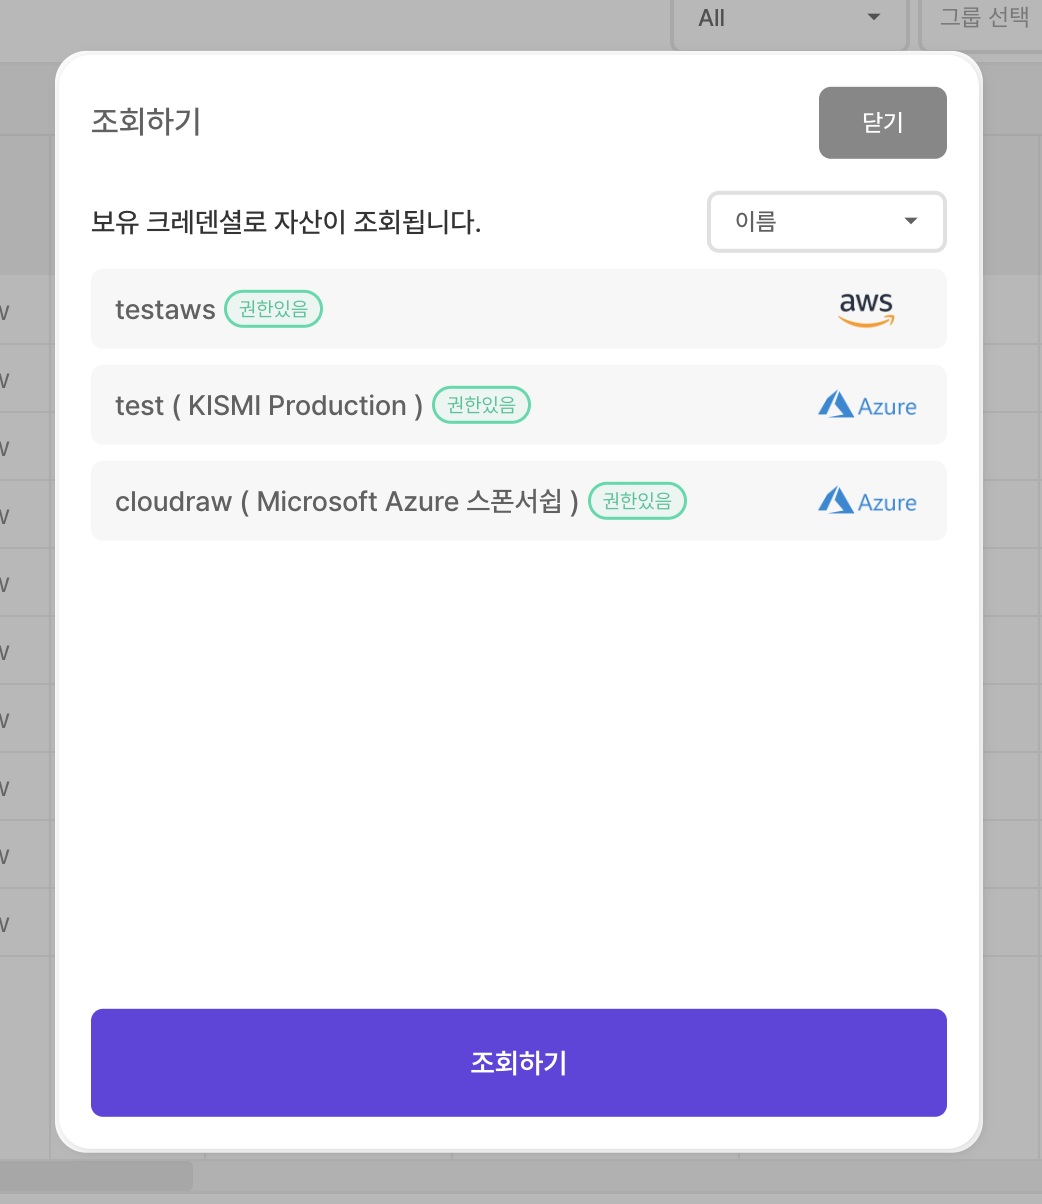 All
그룹 선택
조회하기
닫기
보유 크레덴셜로 자산이 조회됩니다.
이름
testaws 권한있음
aws
test ( KISMI Production ) 권한있음
Azure
cloudraw ( Microsoft Azure 스폰서쉽 ) 권한있음
Azure
조회하기